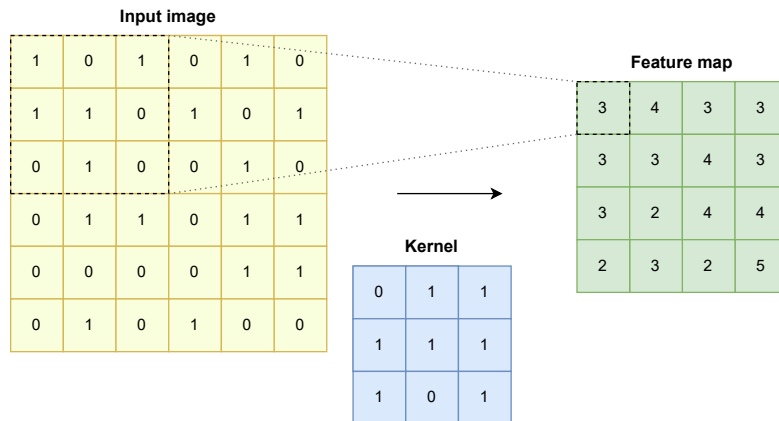 Input image
1 0 1 0 1 0
1 1 0 1 0 1
0 1 0 0 1 0
0 1 1 0 1 1
0 0 0 0 1 1
0 1 0 1 0 0
Kernel
0 1 1
1 1 1
1 0 1
Feature map
3 4 3 3
3 3 4 3
3 2 4 4
2 3 2 5